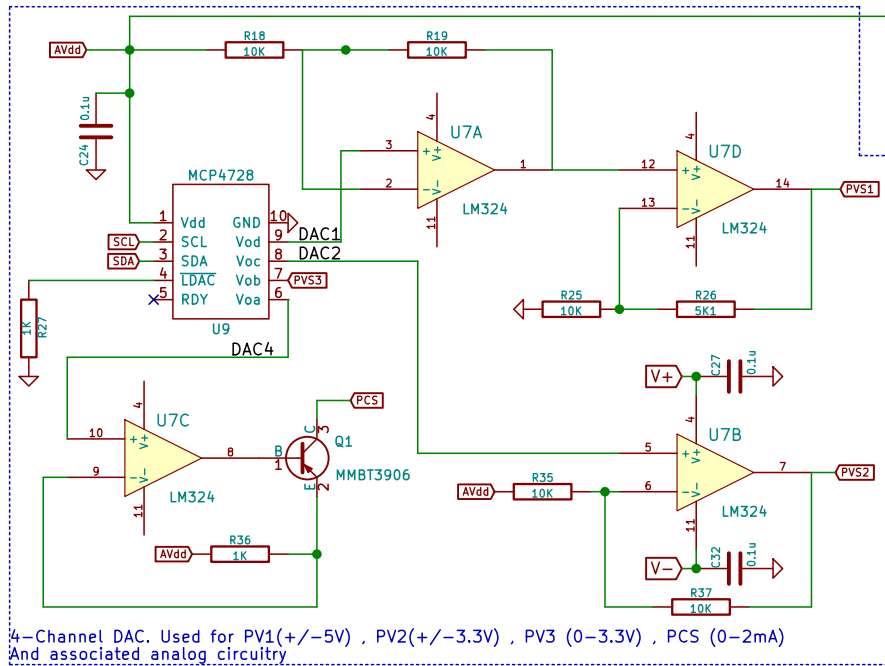 R18
10K
R19
10K
AVdd
0.1u
C24
U7A
4
3
+
V+
2
-
V-
1
11
LM324
U7D
4
12
+
V+
13
-
V-
14
11
LM324
PVS1
MCP4728
1
Vdd
GND
10
SCL
2
SCL
Vod
9
DAC1
SDA
3
SDA
Voc
8
DAC2
4
LDAC
Vob
7
PVS3
5
RDY
Voa
6
U9
1K
R27
R25
10K
R26
5K1
DAC4
V+
C27
0.1u
PCS
U7C
4
10
+
V+
9
-
V-
8
11
LM324
C
3
Q1
B
1
MMBT3906
E
2
U7B
4
5
+
V+
6
-
V-
7
11
LM324
PVS2
AVdd
R35
10K
AVdd
R36
1K
V-
C32
0.1u
R37
10K
4-Channel DAC. Used for PV1(+/-5V) , PV2(+/-3.3V) , PV3 (0-3.3V) , PCS (0-2mA)
And associated analog circuitry